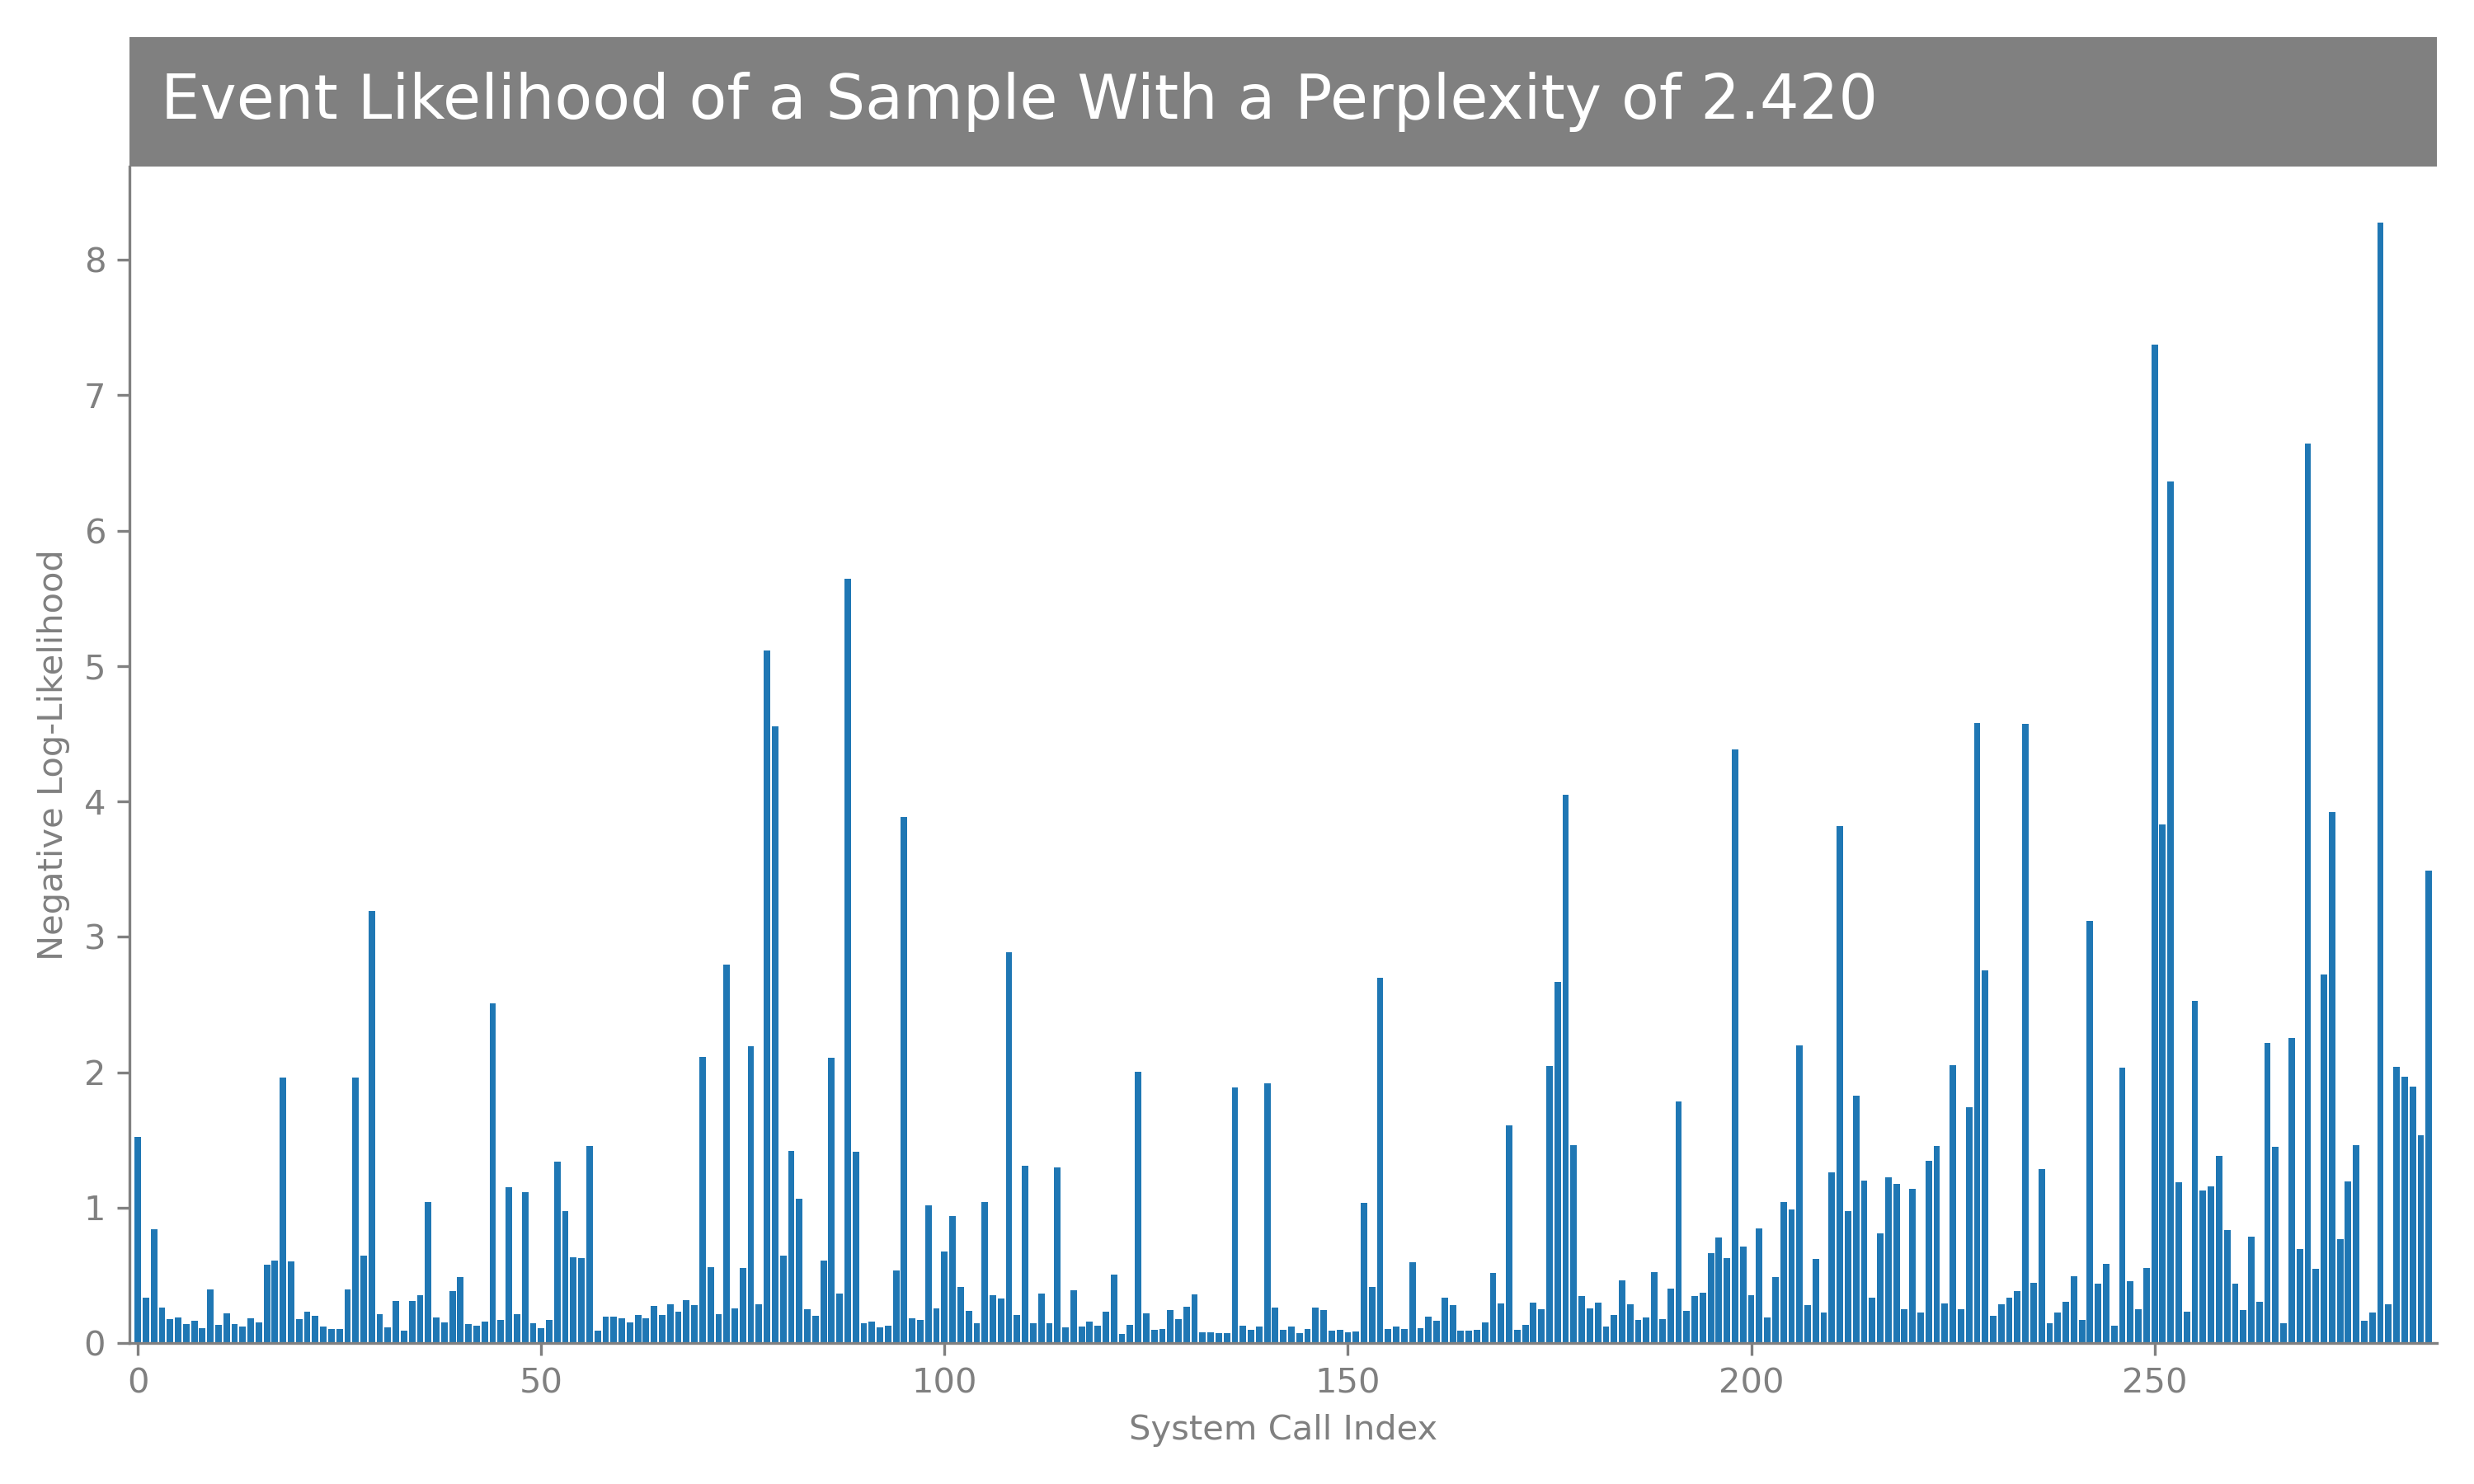 Event Likelihood of a Sample With a Perplexity of 2.420
8
7
6
5
4
3
2
1
0
Negative Log-Likelihood
0 50 100 150 200 250
System Call Index